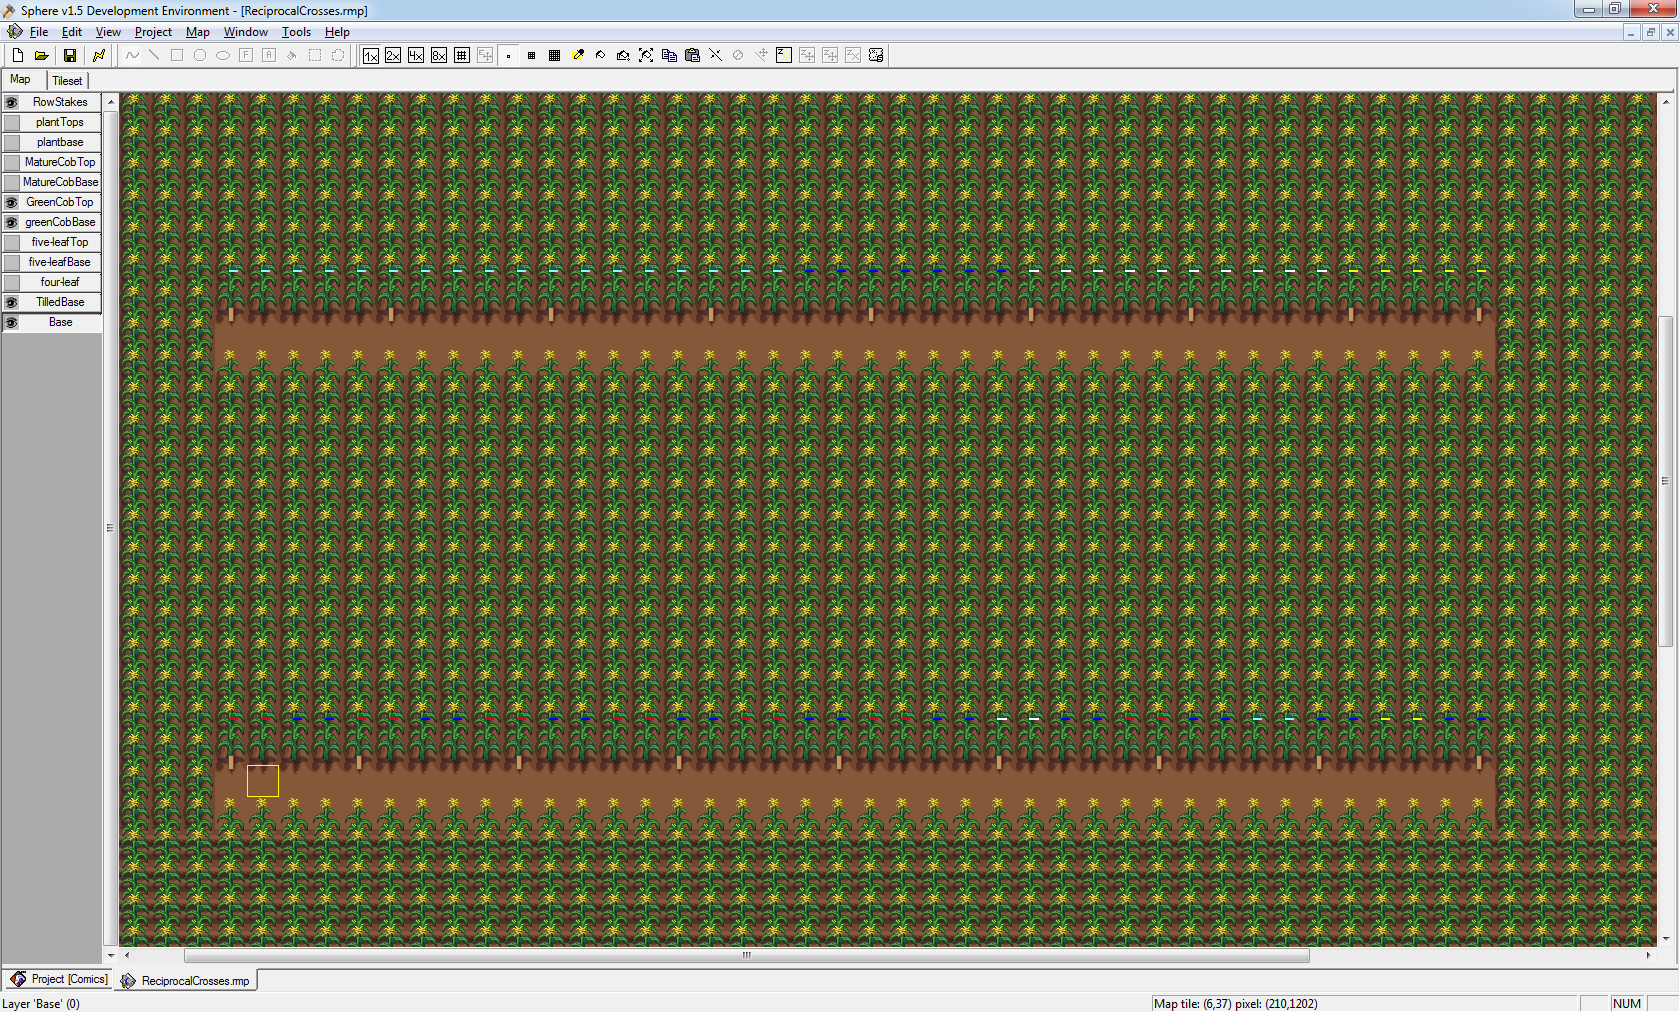 Sphere v1.5 Development Environment - [ReciprocalCrosses.rmp]
File Edit View Project Map Window Tools Help
1x 2x 4x 8x
Map Tileset
RowStakes
plantTops
plantbase
MatureCobTop
MatureCobBase
GreenCobTop
greenCobBase
five-leafTop
five-leafBase
four-leaf
TilledBase
Base
Project [Comics] ReciprocalCrosses.rmp
Layer 'Base' (0) Map tile: (6,37) pixel: (210,1202) NUM